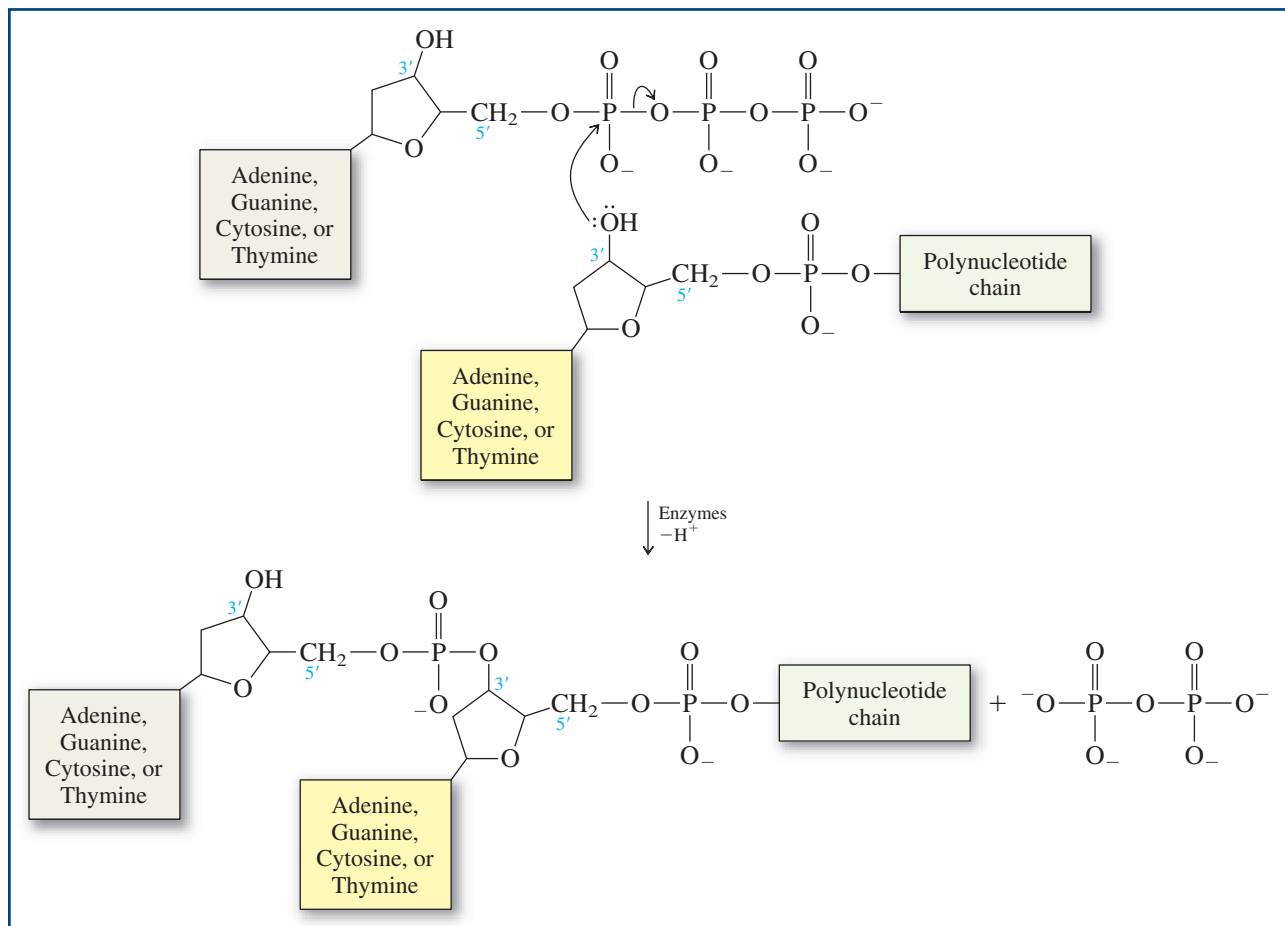 OH
3′
O O O
CH₂—O—P—O—P—O—P—O⁻
5′
O
O₋ O₋ O₋
Adenine,
Guanine,
Cytosine, or
Thymine
:ÖH
3′
O
CH₂—O—P—O—
5′
O
O₋
Polynucleotide
chain
Adenine,
Guanine,
Cytosine, or
Thymine
Enzymes
−H⁺
OH
3′
O
CH₂—O—P—O
5′
O
−O
3′
O
CH₂—O—P—O—
5′
O
O₋
Polynucleotide
chain
+
O O
⁻O—P—O—P—O⁻
O₋ O₋
Adenine,
Guanine,
Cytosine, or
Thymine
Adenine,
Guanine,
Cytosine, or
Thymine